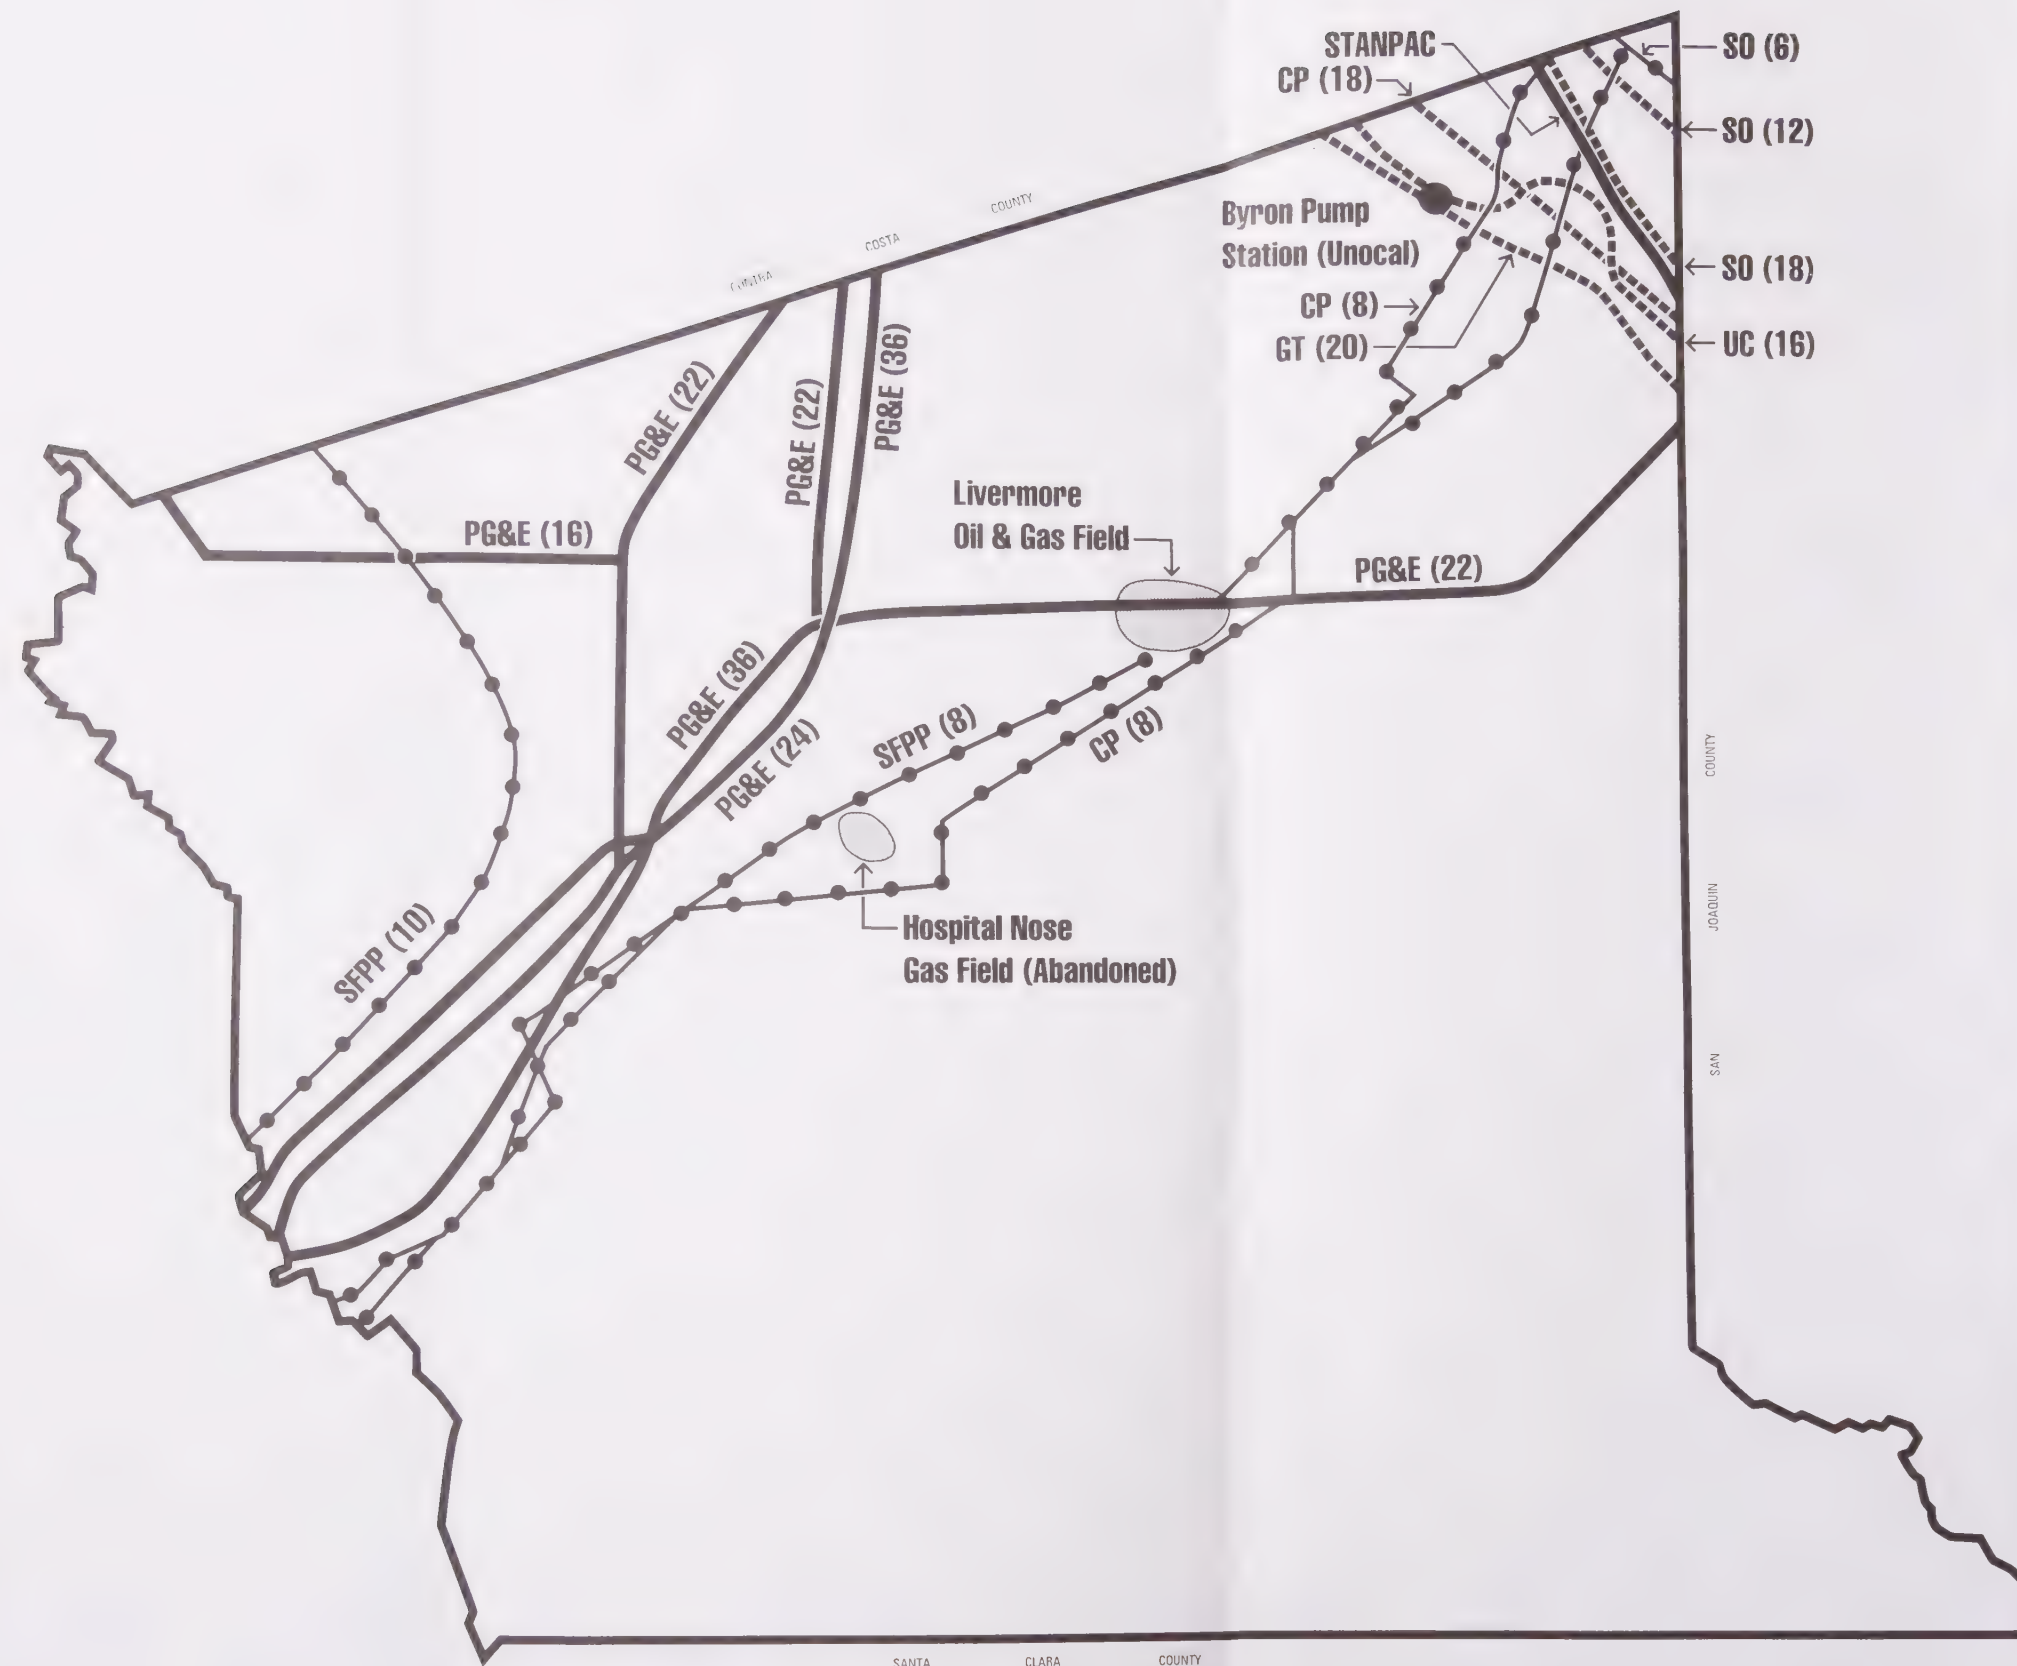 STANPAC
CP (18)
SO (6)
SO (12)
Byron Pump
Station (Unocal)
SO (18)
CP (8)
GT (20)
UC (16)
CONTRA COSTA COUNTY
PG&E (22)
PG&E (22)
PG&E (36)
PG&E (16)
Livermore
Oil & Gas Field
PG&E (22)
PG&E (36)
PG&E (24)
SFPP (8)
CP (8)
SFPP (10)
Hospital Nose
Gas Field (Abandoned)
SAN JOAQUIN COUNTY
SANTA CLARA COUNTY